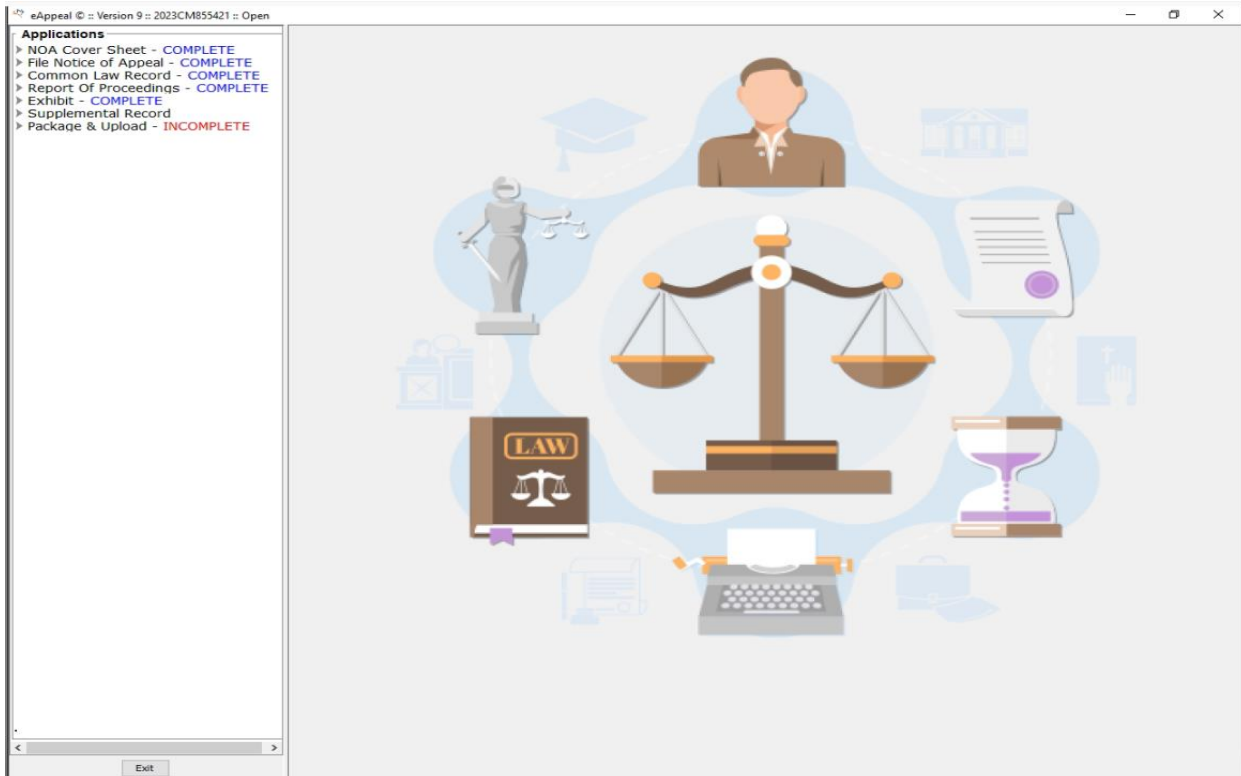 eAppeal © :: Version 9 :: 2023CM855421 :: Open
Applications
NOA Cover Sheet - COMPLETE
File Notice of Appeal - COMPLETE
Common Law Record - COMPLETE
Report Of Proceedings - COMPLETE
Exhibit - COMPLETE
Supplemental Record
Package & Upload - INCOMPLETE
LAW
Exit